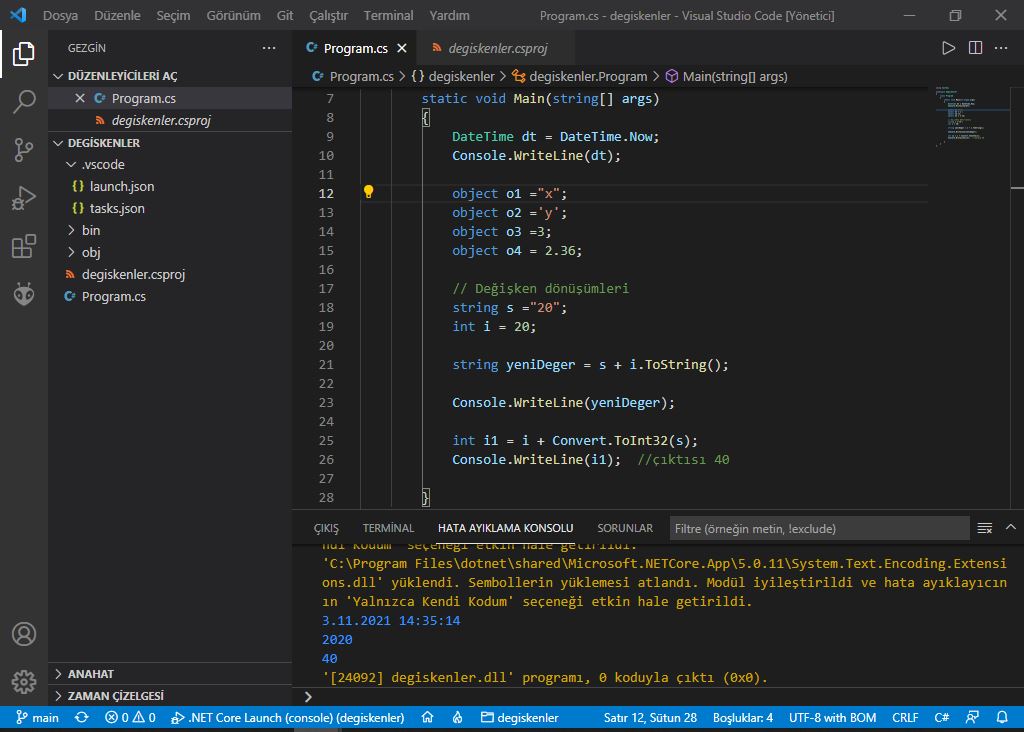 Dosya Düzenle Seçim Görünüm Git Çalıştır Terminal Yardım Program.cs - degiskenler - Visual Studio Code [Yönetici]
GEZGİN
DÜZENLEYİCİLERİ AÇ
Program.cs
degiskenler.csproj
DEGİSKENLER
.vscode
launch.json
tasks.json
bin
obj
degiskenler.csproj
Program.cs
ANAHAT
ZAMAN ÇİZELGESİ
Program.cs degiskenler.csproj
Program.cs > {} degiskenler > degiskenler.Program > Main(string[] args)
7 static void Main(string[] args)
8 {
9 DateTime dt = DateTime.Now;
10 Console.WriteLine(dt);
11
12 object o1 ="x";
13 object o2 ='y';
14 object o3 =3;
15 object o4 = 2.36;
16
17 // Değişken dönüşümleri
18 string s ="20";
19 int i = 20;
20
21 string yeniDeger = s + i.ToString();
22
23 Console.WriteLine(yeniDeger);
24
25 int i1 = i + Convert.ToInt32(s);
26 Console.WriteLine(i1); //çıktısı 40
27
28 }
ÇIKIŞ TERMİNAL HATA AYIKLAMA KONSOLU SORUNLAR Filtre (örneğin metin, !exclude)
Kodum' seçeneği etkin hale getirildi.
'C:\Program Files\dotnet\shared\Microsoft.NETCore.App\5.0.11\System.Text.Encoding.Extensi
ons.dll' yüklendi. Sembollerin yüklemesi atlandı. Modül iyileştirildi ve hata ayıklayıcın
ın 'Yalnızca Kendi Kodum' seçeneği etkin hale getirildi.
3.11.2021 14:35:14
2020
40
'[24092] degiskenler.dll' programı, 0 koduyla çıktı (0x0).
main 0 0 .NET Core Launch (console) (degiskenler) degiskenler Satır 12, Sütun 28 Boşluklar: 4 UTF-8 with BOM CRLF C#